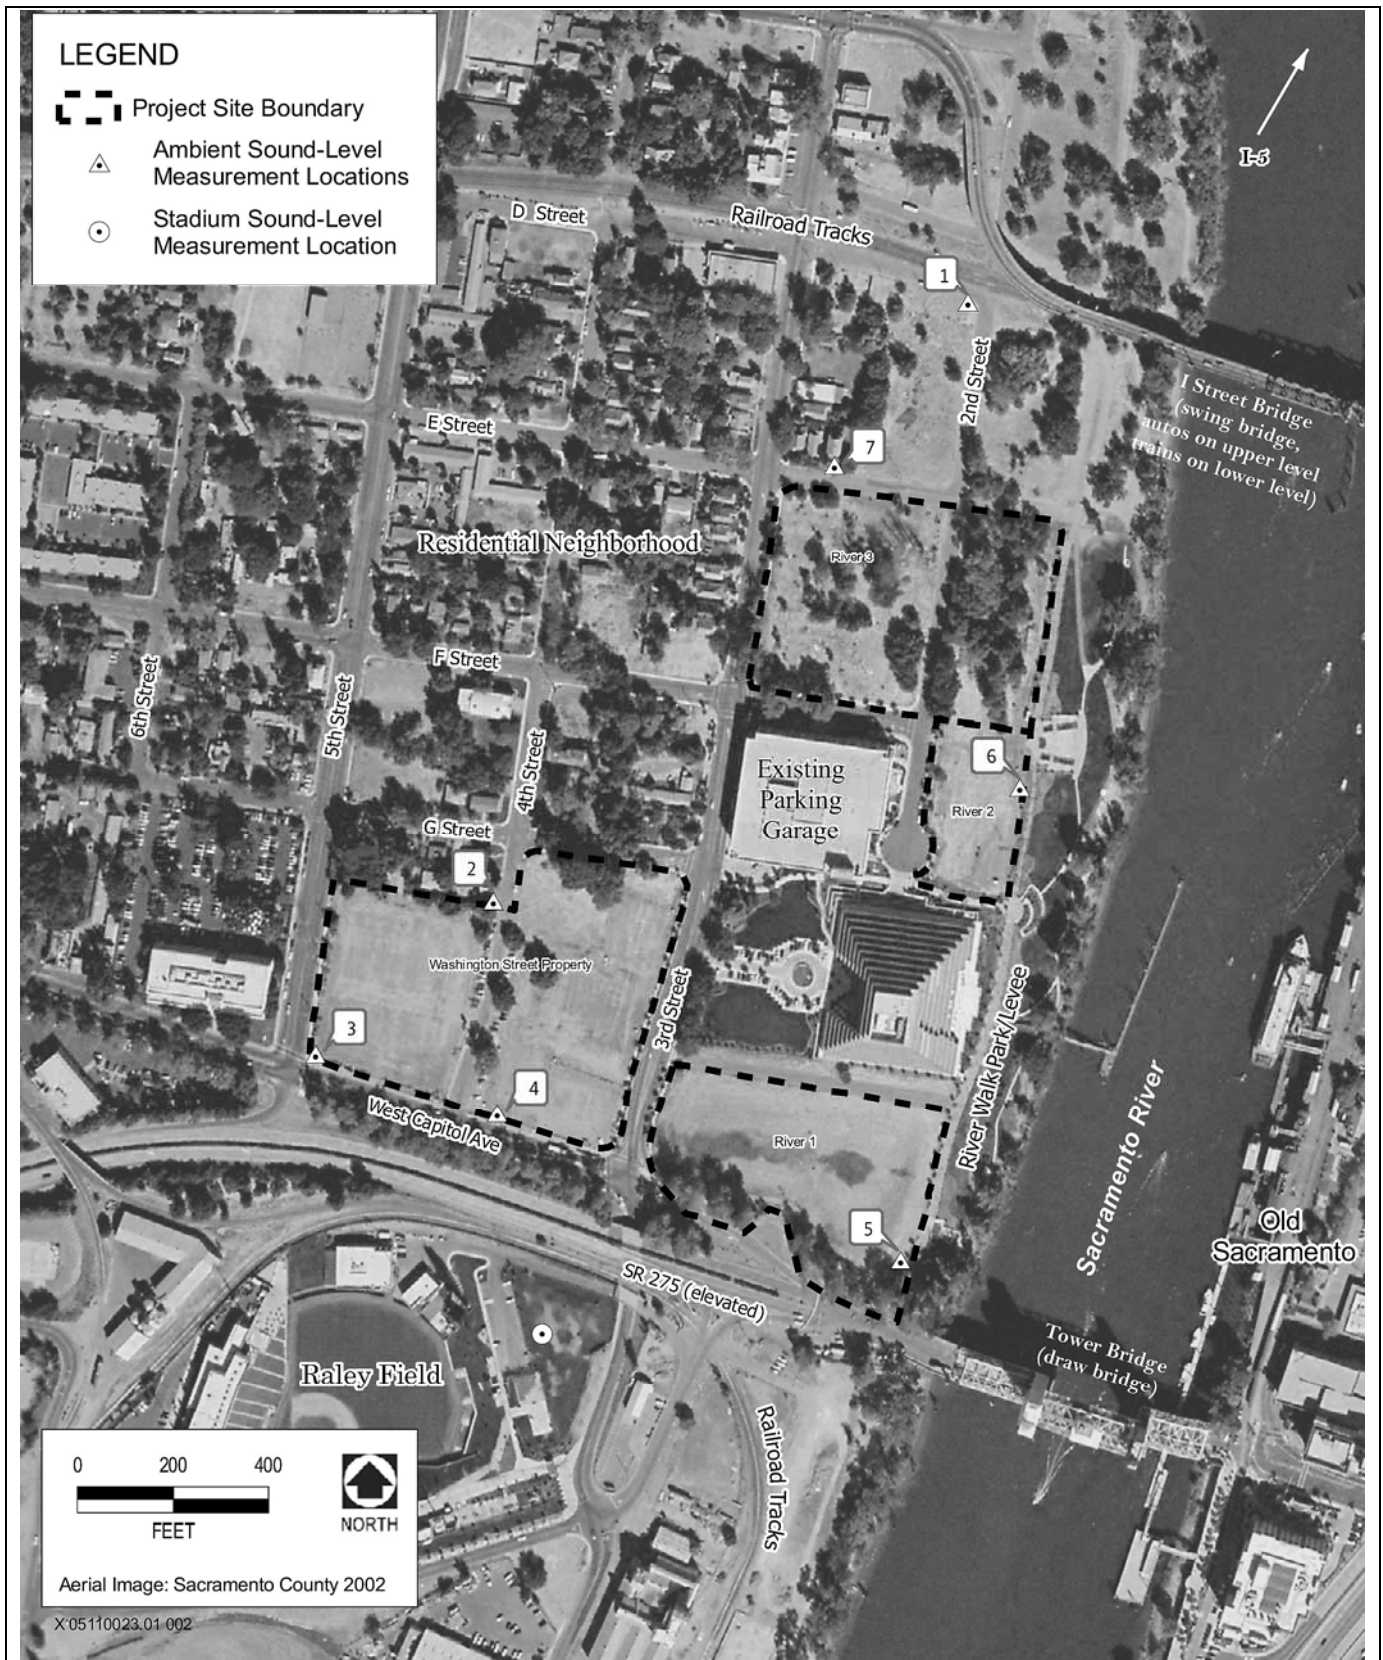 LEGEND
Project Site Boundary
Ambient Sound-Level
Measurement Locations
Stadium Sound-Level
Measurement Location
I-5
D Street
Railroad Tracks
1
2nd Street
I Street Bridge
(swing bridge,
autos on upper level
trains on lower level)
E Street
7
Residential Neighborhood
River 3
F Street
6th Street
5th Street
4th Street
Existing
Parking
Garage
6
River 2
G Street
2
Washington Street Property
3rd Street
River Walk Park/Levee
3
4
West Capitol Ave
River 1
Sacramento River
5
Old
Sacramento
SR 275 (elevated)
Tower Bridge
(draw bridge)
Raley Field
Railroad Tracks
0 200 400
FEET
NORTH
Aerial Image: Sacramento County 2002
X 05110023.01 002